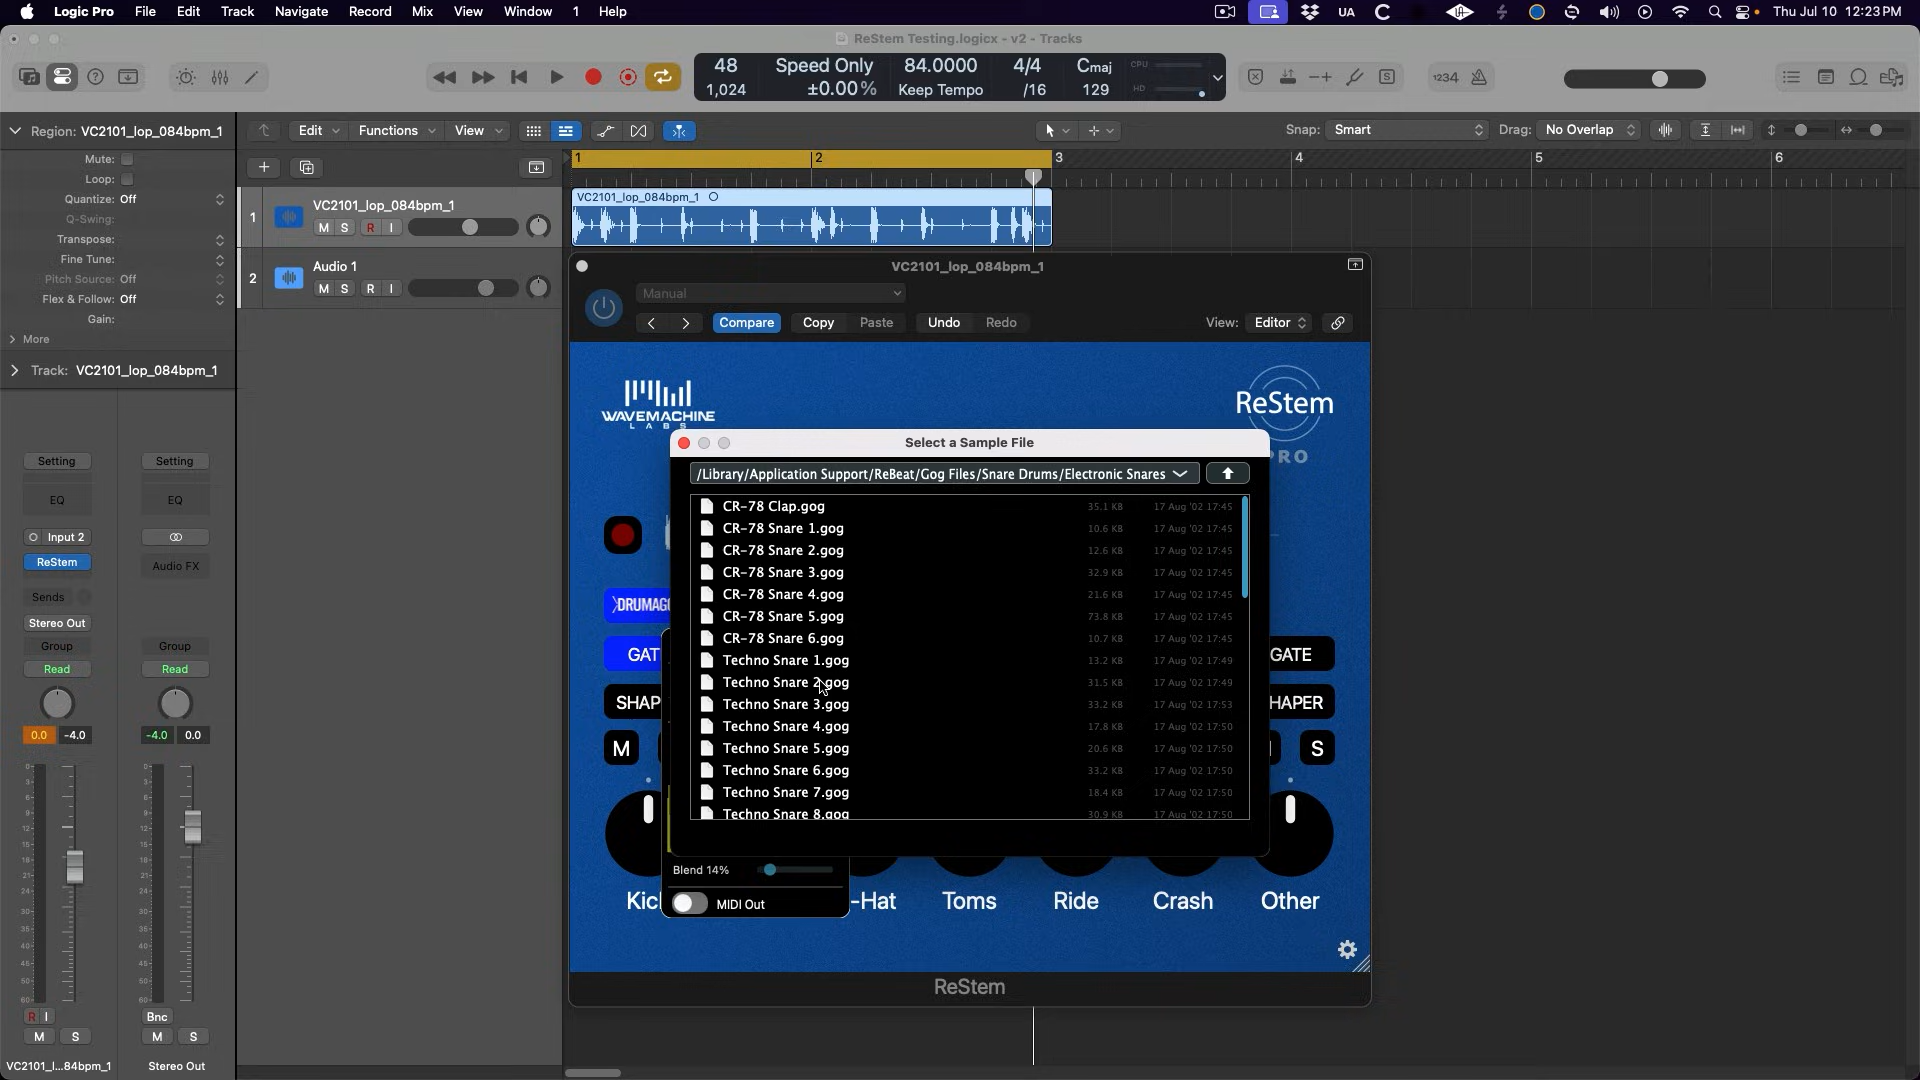 Logic Pro File Edit Track Navigate Record Mix View Window 1 Help UA Thu Jul 10 12:23 PM
ReStem Testing.logicx - v2 - Tracks
48 Speed Only 84.0000 4/4 Cmaj CPU
1,024 ±0.00% Keep Tempo /16 129 HD
1234
Region: VC2101_lop_084bpm_1
Edit Functions View Snap: Smart Drag: No Overlap
Mute:
Loop:
Quantize: Off
Q-Swing:
Transpose:
Fine Tune:
Pitch Source: Off
Flex & Follow: Off
Gain:
More
Track: VC2101_lop_084bpm_1
1 2 3 4 5 6
1 VC2101_lop_084bpm_1
M S R I
2 Audio 1
M S R I
VC2101_lop_084bpm_1
VC2101_lop_084bpm_1
Manual
Compare Copy Paste Undo Redo View: Editor
WAVEMACHINE
LABS
ReStem
PRO
Select a Sample File
/Library/Application Support/ReBeat/Gog Files/Snare Drums/Electronic Snares
CR-78 Clap.gog 35.1 KB 17 Aug '02 17:45
CR-78 Snare 1.gog 10.6 KB 17 Aug '02 17:45
CR-78 Snare 2.gog 12.6 KB 17 Aug '02 17:45
CR-78 Snare 3.gog 32.9 KB 17 Aug '02 17:45
CR-78 Snare 4.gog 21.6 KB 17 Aug '02 17:45
CR-78 Snare 5.gog 73.8 KB 17 Aug '02 17:45
CR-78 Snare 6.gog 10.7 KB 17 Aug '02 17:45
Techno Snare 1.gog 13.2 KB 17 Aug '02 17:49
Techno Snare 2.gog 31.5 KB 17 Aug '02 17:49
Techno Snare 3.gog 33.2 KB 17 Aug '02 17:53
Techno Snare 4.gog 17.8 KB 17 Aug '02 17:50
Techno Snare 5.gog 20.6 KB 17 Aug '02 17:50
Techno Snare 6.gog 33.2 KB 17 Aug '02 17:50
Techno Snare 7.gog 18.4 KB 17 Aug '02 17:50
Techno Snare 8.gog 30.9 KB 17 Aug '02 17:50
DRUMAG
GAT GATE
SHAP HAPER
M S
Blend 14%
MIDI Out
Kic -Hat Toms Ride Crash Other
ReStem
Setting Setting
EQ EQ
Input 2
ReStem Audio FX
Sends
Stereo Out
Group Group
Read Read
0.0 -4.0 -4.0 0.0
R I Bnc
M S M S
VC2101_l...84bpm_1 Stereo Out